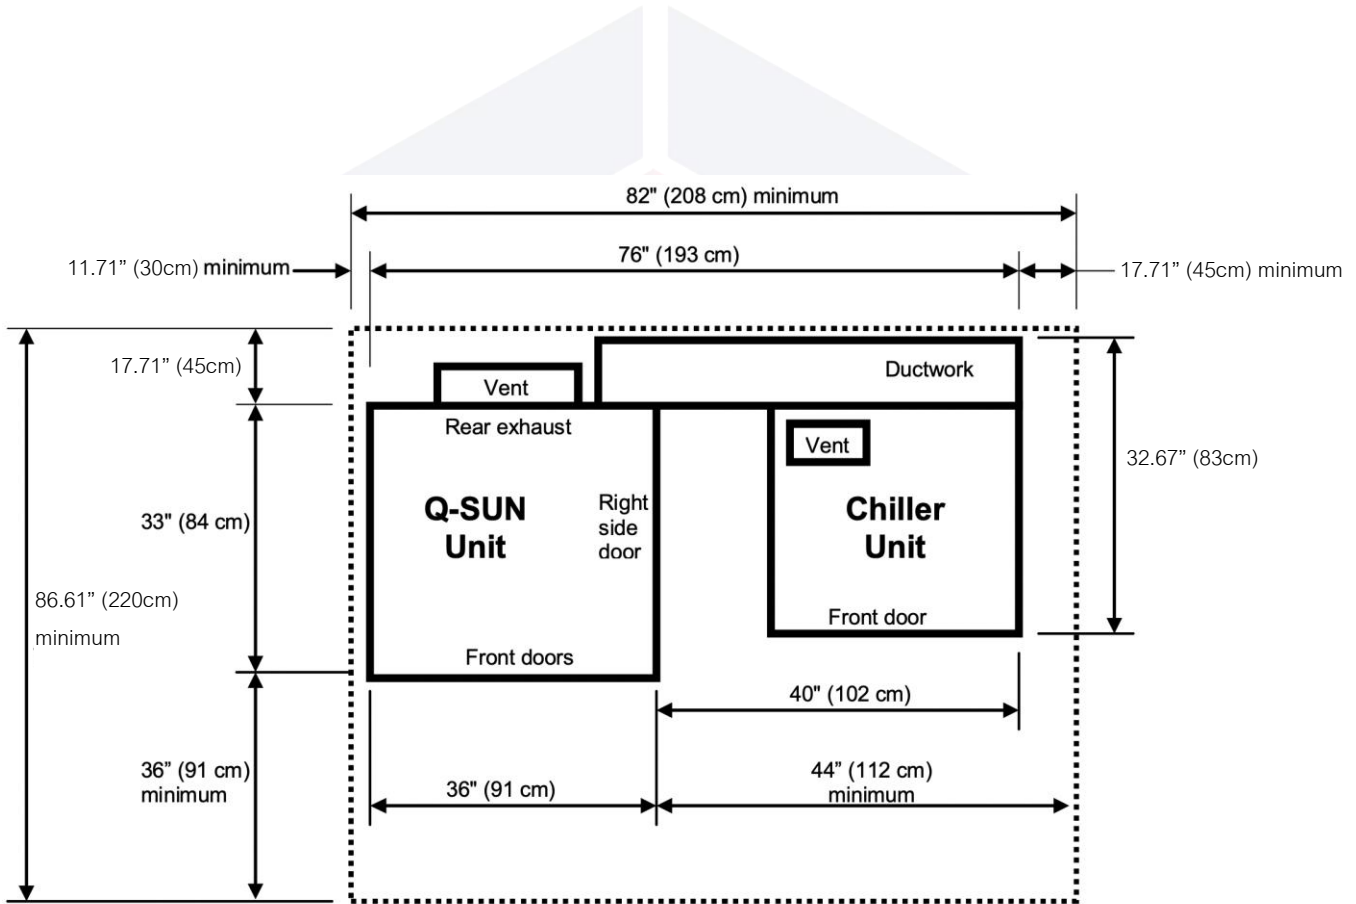 82" (208 cm) minimum
76" (193 cm)
11.71” (30cm) minimum
17.71” (45cm) minimum
17.71” (45cm)
Ductwork
Vent
Rear exhaust
Vent
32.67” (83cm)
33" (84 cm)
Q-SUN
Unit
Right
side
door
Chiller
Unit
86.61” (220cm)
minimum
Front door
Front doors
40" (102 cm)
36” (91 cm)
minimum
36" (91 cm)
44” (112 cm)
minimum